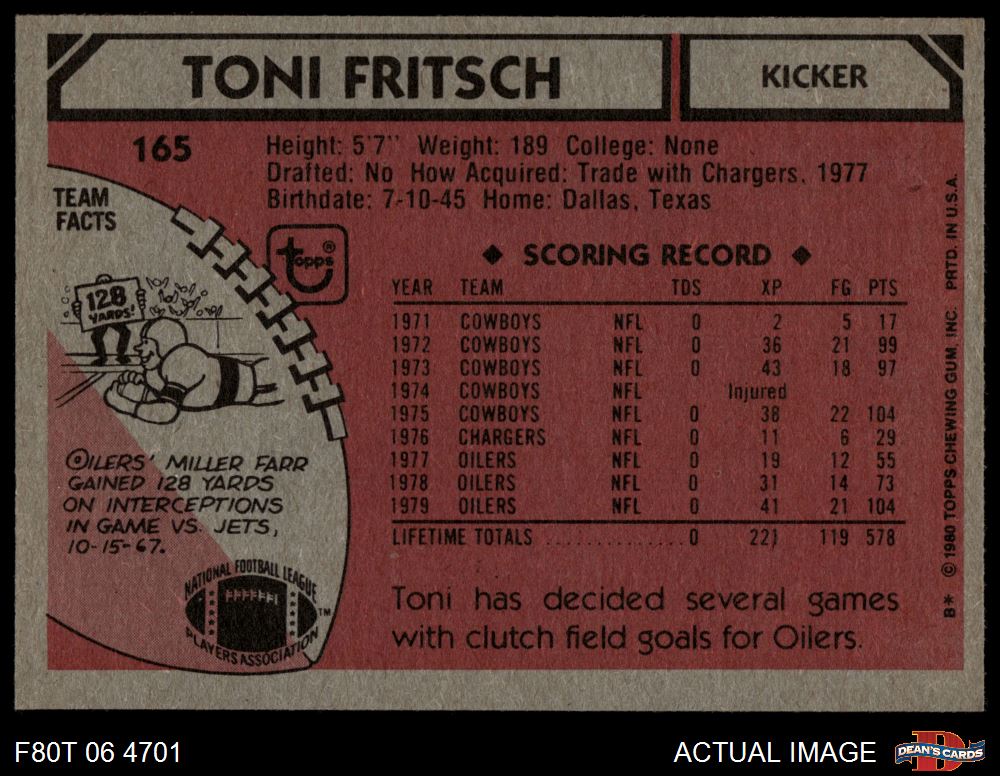 TONI FRITSCH
KICKER
165
Height: 5'7" Weight: 189 College: None
Drafted: No How Acquired: Trade with Chargers, 1977
Birthdate: 7-10-45 Home: Dallas, Texas
TEAM
FACTS
128
YARDS!
topps®
◆ SCORING RECORD ◆
YEAR TEAM TDS XP FG PTS
1971 COWBOYS NFL 0 2 5 17
1972 COWBOYS NFL 0 36 21 99
1973 COWBOYS NFL 0 43 18 97
1974 COWBOYS NFL Injured
1975 COWBOYS NFL 0 38 22 104
1976 CHARGERS NFL 0 11 6 29
1977 OILERS NFL 0 19 12 55
1978 OILERS NFL 0 31 14 73
1979 OILERS NFL 0 41 21 104
LIFETIME TOTALS ................0 221 119 578
OILERS' MILLER FARR
GAINED 128 YARDS
ON INTERCEPTIONS
IN GAME VS. JETS,
10-15-67.
NATIONAL FOOTBALL LEAGUE
PLAYERS ASSOCIATION
TM
Toni has decided several games
with clutch field goals for Oilers.
B* © 1980 TOPPS CHEWING GUM, INC. PRTD. IN U.S.A.
F80T 06 4701
ACTUAL IMAGE
D
DEAN'S CARDS